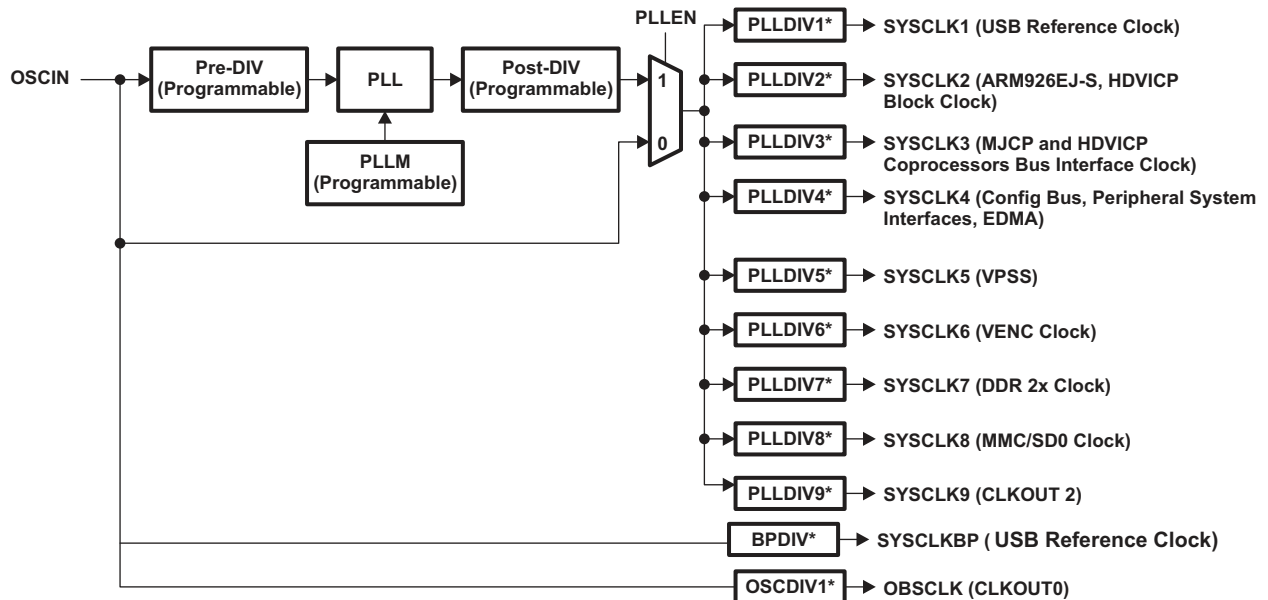 PLLEN
OSCIN
Pre-DIV
(Programmable)
PLL
Post-DIV
(Programmable)
PLLM
(Programmable)
1
0
PLLDIV1*
SYSCLK1 (USB Reference Clock)
PLLDIV2*
SYSCLK2 (ARM926EJ-S, HDVICP
Block Clock)
PLLDIV3*
SYSCLK3 (MJCP and HDVICP
Coprocessors Bus Interface Clock)
PLLDIV4*
SYSCLK4 (Config Bus, Peripheral System
Interfaces, EDMA)
PLLDIV5*
SYSCLK5 (VPSS)
PLLDIV6*
SYSCLK6 (VENC Clock)
PLLDIV7*
SYSCLK7 (DDR 2x Clock)
PLLDIV8*
SYSCLK8 (MMC/SD0 Clock)
PLLDIV9*
SYSCLK9 (CLKOUT 2)
BPDIV*
SYSCLKBP ( USB Reference Clock)
OSCDIV1*
OBSCLK (CLKOUT0)